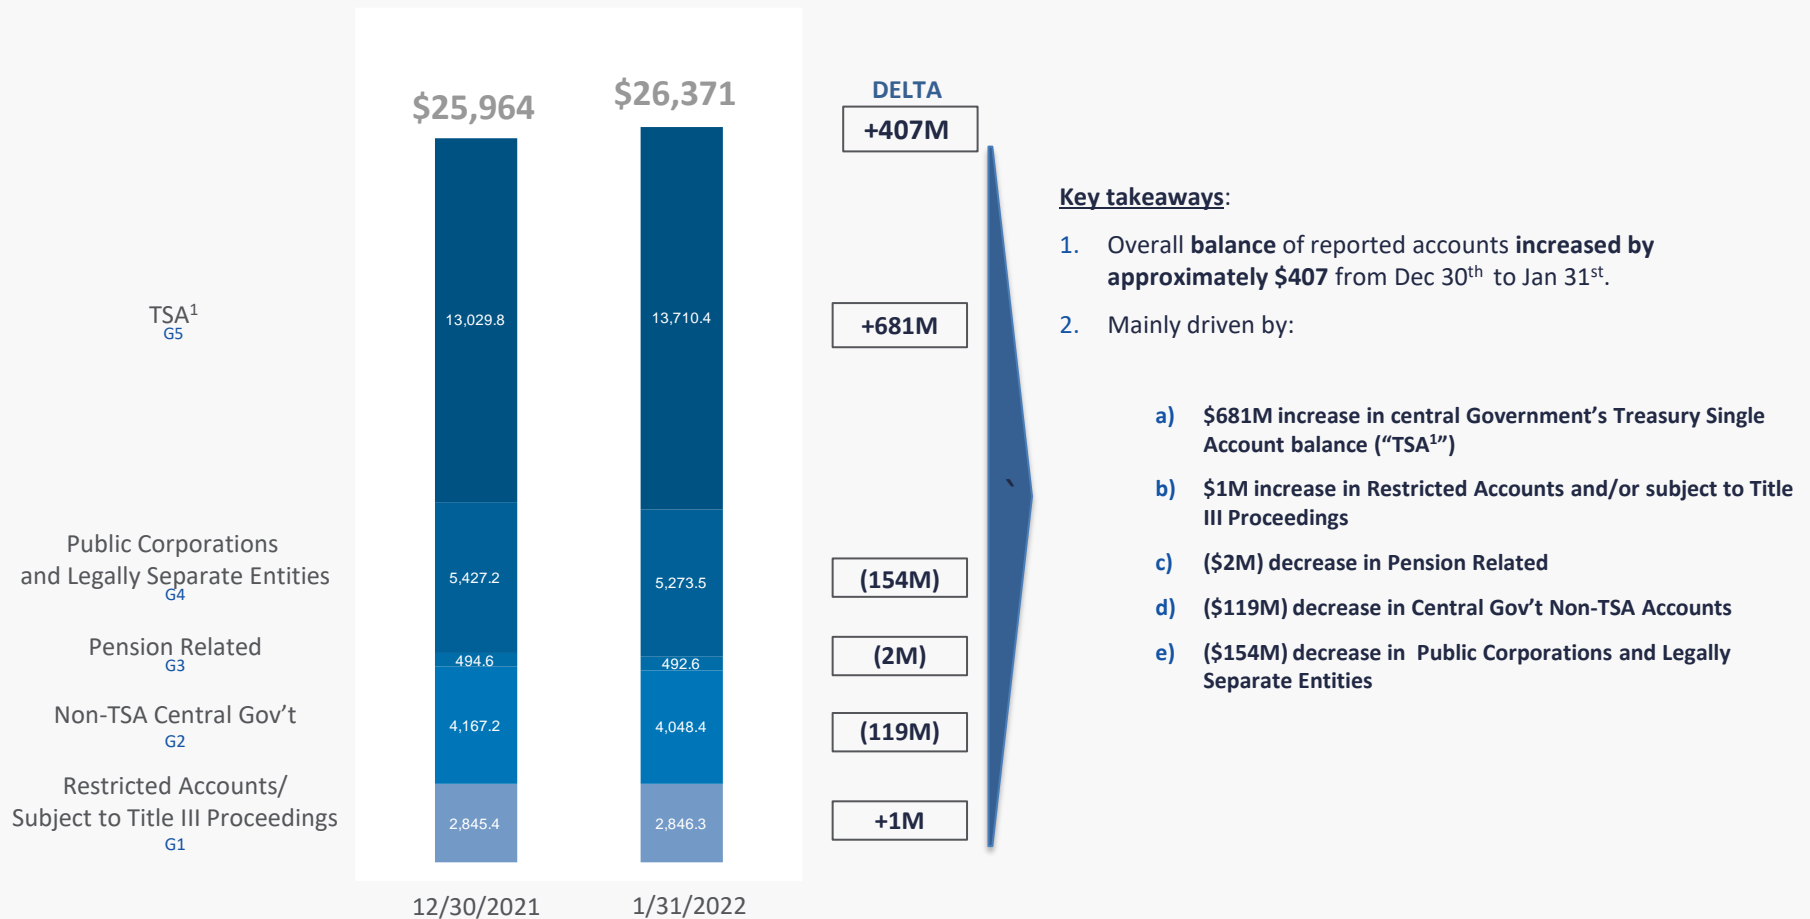 $25,964
$26,371
DELTA
+407M
TSA¹
G5
13,029.8
13,710.4
+681M
Public Corporations
and Legally Separate Entities
G4
5,427.2
5,273.5
(154M)
Pension Related
G3
494.6
492.6
(2M)
Non-TSA Central Gov’t
G2
4,167.2
4,048.4
(119M)
Restricted Accounts/
Subject to Title III Proceedings
G1
2,845.4
2,846.3
+1M
12/30/2021
1/31/2022
`
Key takeaways:
1. Overall balance of reported accounts increased by
approximately $407 from Dec 30th to Jan 31st.
2. Mainly driven by:
a) $681M increase in central Government’s Treasury Single
Account balance (“TSA¹”)
b) $1M increase in Restricted Accounts and/or subject to Title
III Proceedings
c) ($2M) decrease in Pension Related
d) ($119M) decrease in Central Gov’t Non-TSA Accounts
e) ($154M) decrease in Public Corporations and Legally
Separate Entities